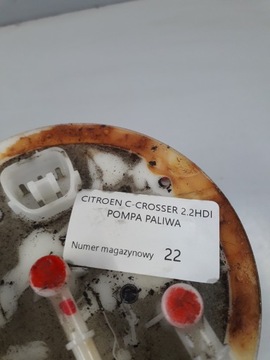 CITROEN C-CROSSER 2.2HDI
POMPA PALIWA
Numer magazynowy 22